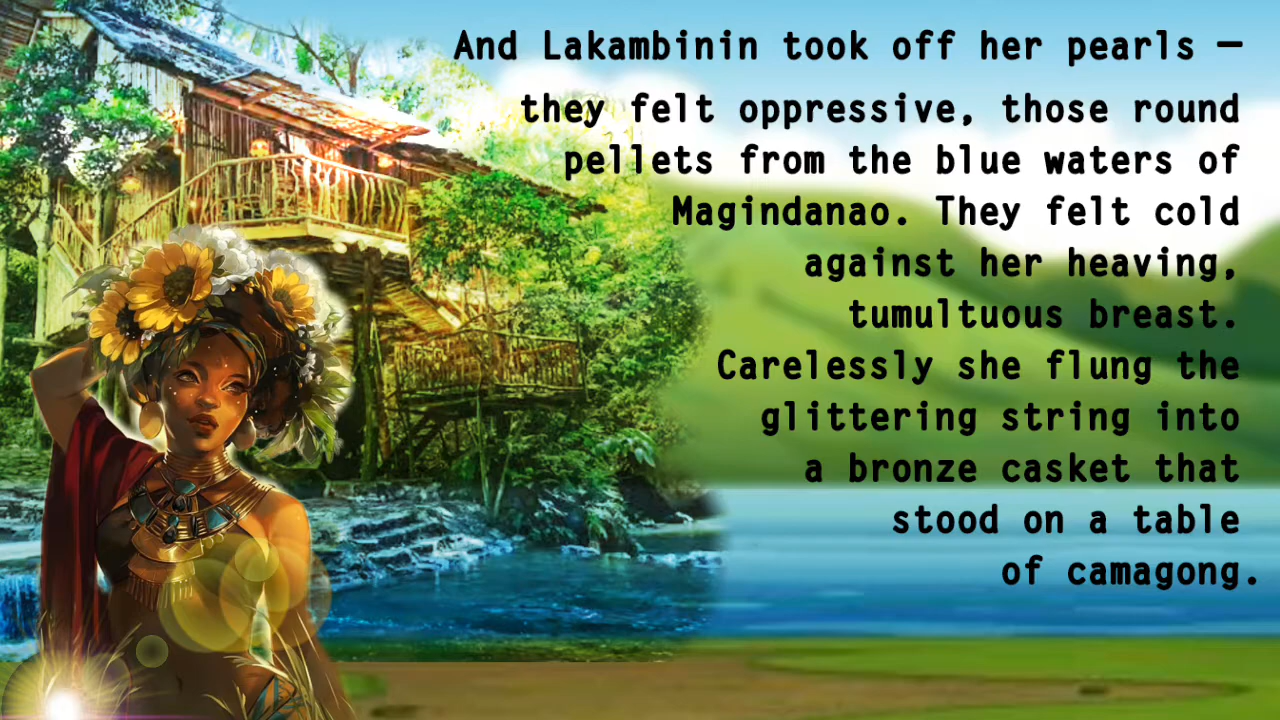 And Lakambinin took off her pearls —
they felt oppressive, those round
pellets from the blue waters of
Magindanao. They felt cold
against her heaving,
tumultuous breast.
Carelessly she flung the
glittering string into
a bronze casket that
stood on a table
of camagong.